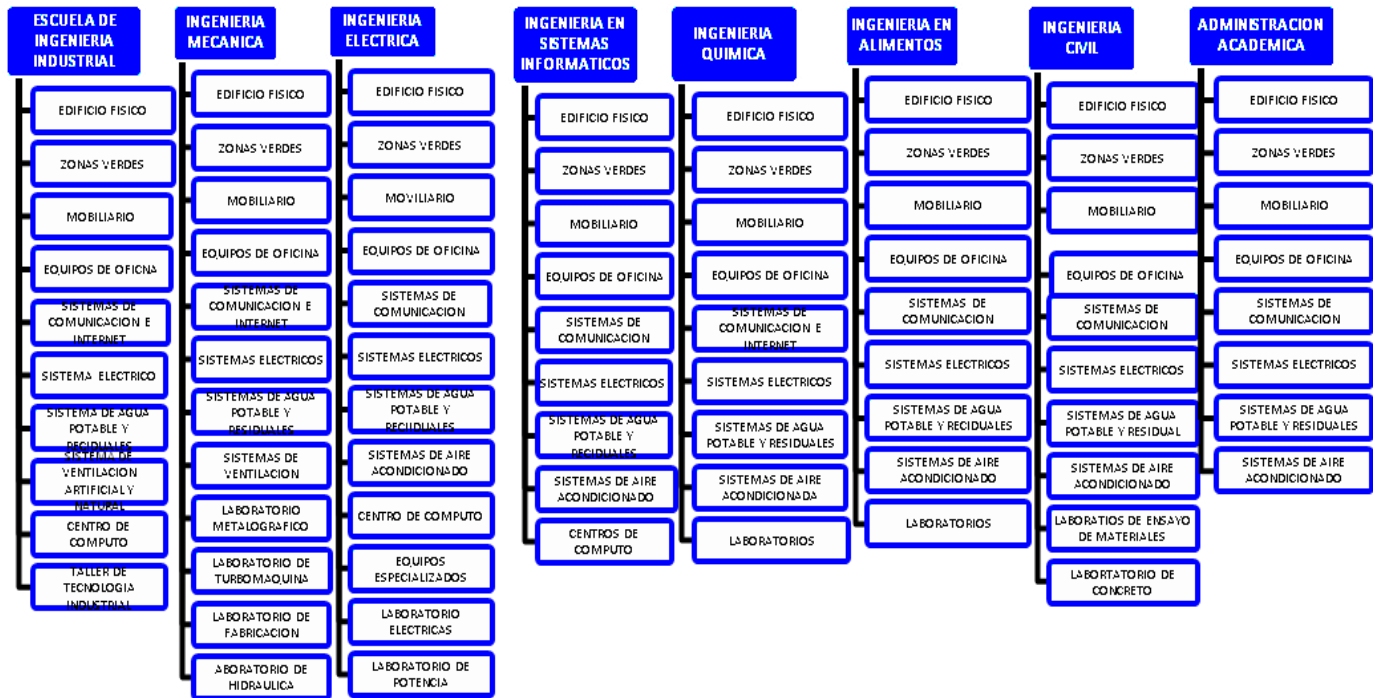 ESCUELA DE
INGENIERIA
INDUSTRIAL
EDIFICIO FISICO
ZONAS VERDES
MOBILIARIO
EQUIPOS DE OFICINA
SISTEMAS DE
COMUNICACION E
INTERNET
SISTEMA ELECTRICO
SISTEMA DE AGUA
POTABLE Y
RECIDUALES
SISTEMA DE
VENTILACION
ARTIFICIAL Y
NATURAL
CENTRO DE
COMPUTO
TALLER DE
TECNOLOGIA
INDUSTRIAL
INGENIERIA
MECANICA
EDIFICIO FISICO
ZONAS VERDES
MOBILIARIO
EQUIPOS DE OFICINA
SISTEMAS DE
COMUNICACION E
INTERNET
SISTEMAS ELECTRICOS
SISTEMAS DE AGUA
POTABLE Y
RESIDUALES
SISTEMAS DE
VENTILACION
LABORATORIO
METALOGRAFICO
LABORATORIO DE
TURBOMAQUINA
LABORATORIO DE
FABRICACION
ABORATORIO DE
HIDRAULICA
INGENIERIA
ELECTRICA
EDIFICIO FISICO
ZONAS VERDES
MOVILIARIO
EQUIPOS DE OFICINA
SISTEMAS DE
COMUNICACION
SISTEMAS ELECTRICOS
SISTEMAS DE AGUA
POTABLE Y
RECIIDUALES
SISTEMAS DE AIRE
ACONDICIONADO
CENTRO DE COMPUTO
EQUIPOS
ESPECIALIZADOS
LABORATORIO
ELECTRICAS
LABORATORIO DE
POTENCIA
INGENIERIA EN
SISTEMAS
INFORMATICOS
EDIFICIO FISICO
ZONAS VERDES
MOBILIARIO
EQUIPOS DE OFICINA
SISTEMAS DE
COMUNICACION
SISTEMAS ELECTRICOS
SISTEMAS DE AGUA
POTABLE Y
RECIDUALES
SISTEMAS DE AIRE
ACONDICIONADO
CENTROS DE
COMPUTO
INGENIERIA
QUIMICA
EDIFICIO FISICO
ZONAS VERDES
MOBILIARIO
EQUIPOS DE OFICINA
SISTEMAS DE
COMUNICACION E
INTERNET
SISTEMAS ELECTRICOS
SISTEMAS DE AGUA
POTABLE Y RESIDUALES
SISTEMAS DE AIRE
ACONDICIONADA
LABORATORIOS
INGENIERIA EN
ALIMENTOS
EDIFICIO FISICO
ZONAS VERDES
MOBILIARIO
EQUIPOS DE OFICINA
SISTEMAS DE
COMUNICACION
SISTEMAS ELECTRICOS
SISTEMAS DE AGUA
POTABLE Y RECIDUALES
SISTEMAS DE AIRE
ACONDICIONADO
LABORATORIOS
INGENIERIA
CIVIL
EDIFICIO FISICO
ZONAS VERDES
MOBILIARIO
EQUIPOS DE OFICINA
SISTEMAS DE
COMUNICACION
SISTEMAS ELECTRICOS
SISTEMAS DE AGUA
POTABLE Y RESIDUAL
SISTEMAS DE AIRE
ACONDICIONADO
LABORATIOS DE ENSAYO
DE MATERIALES
LABORTATORIO DE
CONCRETO
ADMINISTRACION
ACADEMICA
EDIFICIO FISICO
ZONAS VERDES
MOBILIARIO
EQUIPOS DE OFICINA
SISTEMAS DE
COMUNICACION
SISTEMAS ELECTRICOS
SISTEMAS DE AGUA
POTABLE Y RESIDUALES
SISTEMAS DE AIRE
ACONDICIONADO